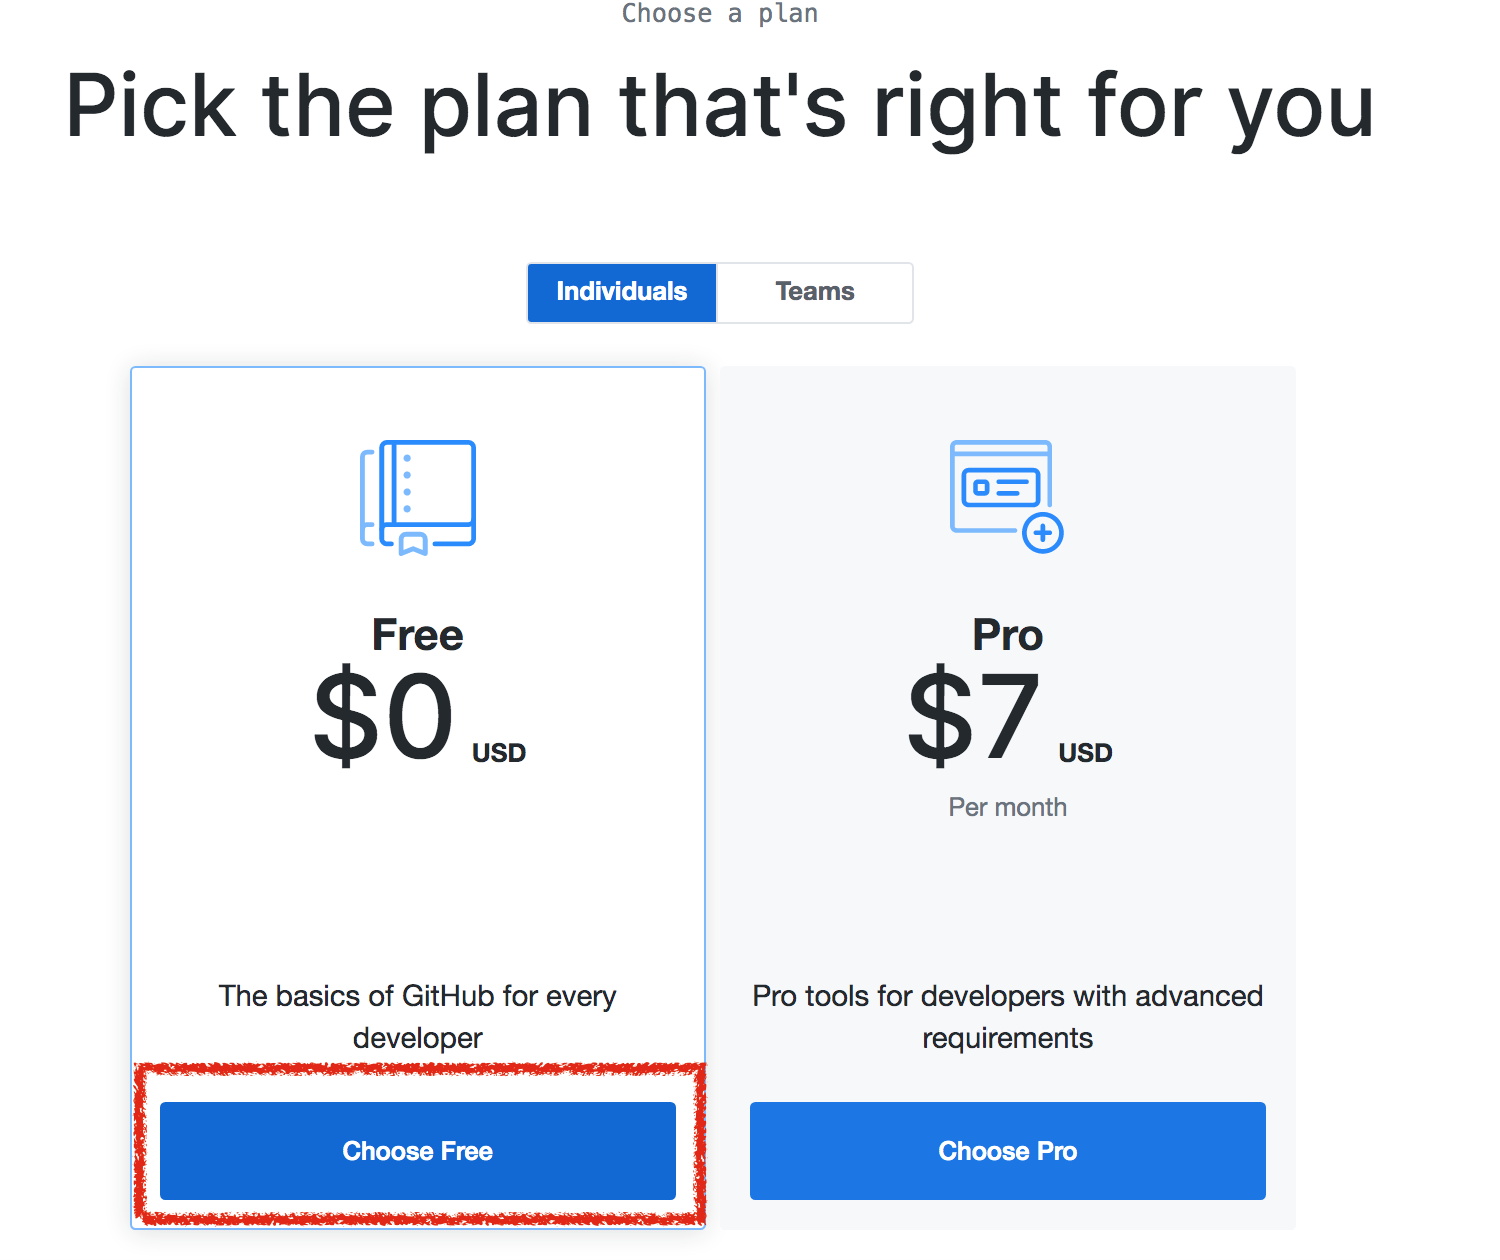 Choose a plan
Pick the plan that's right for you
Individuals
Teams
Free
$0 USD
The basics of GitHub for every
developer
Choose Free
Pro
$7 USD
Per month
Pro tools for developers with advanced
requirements
Choose Pro